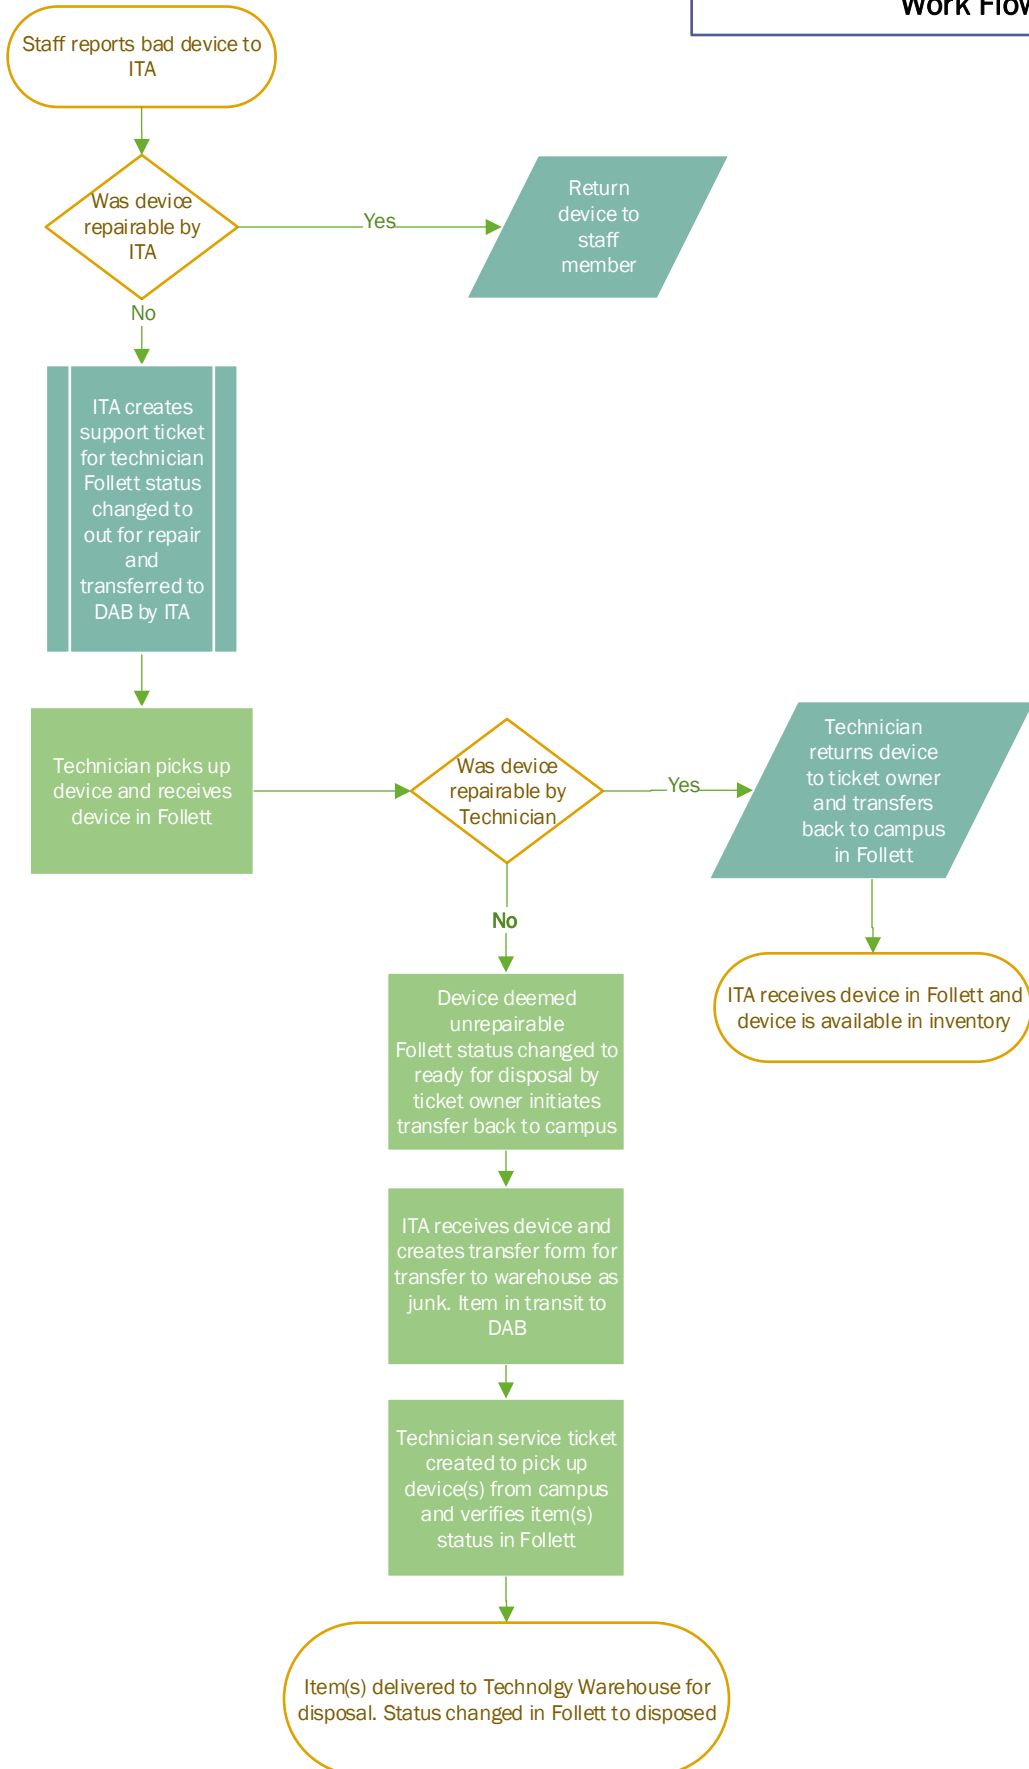 Work Flow
Staff reports bad device to
ITA
Was device
repairable by
ITA
Yes
Return
device to
staff
member
No
ITA creates
support ticket
for technician
Follett status
changed to
out for repair
and
transferred to
DAB by ITA
Technician picks up
device and receives
device in Follett
Was device
repairable by
Technician
Yes
Technician
returns device
to ticket owner
and transfers
back to campus
in Follett
No
ITA receives device in Follett and
device is available in inventory
Device deemed
unrepairable
Follett status changed to
ready for disposal by
ticket owner initiates
transfer back to campus
ITA receives device and
creates transfer form for
transfer to warehouse as
junk. Item in transit to
DAB
Technician service ticket
created to pick up
device(s) from campus
and verifies item(s)
status in Follett
Item(s) delivered to Technolgy Warehouse for
disposal. Status changed in Follett to disposed